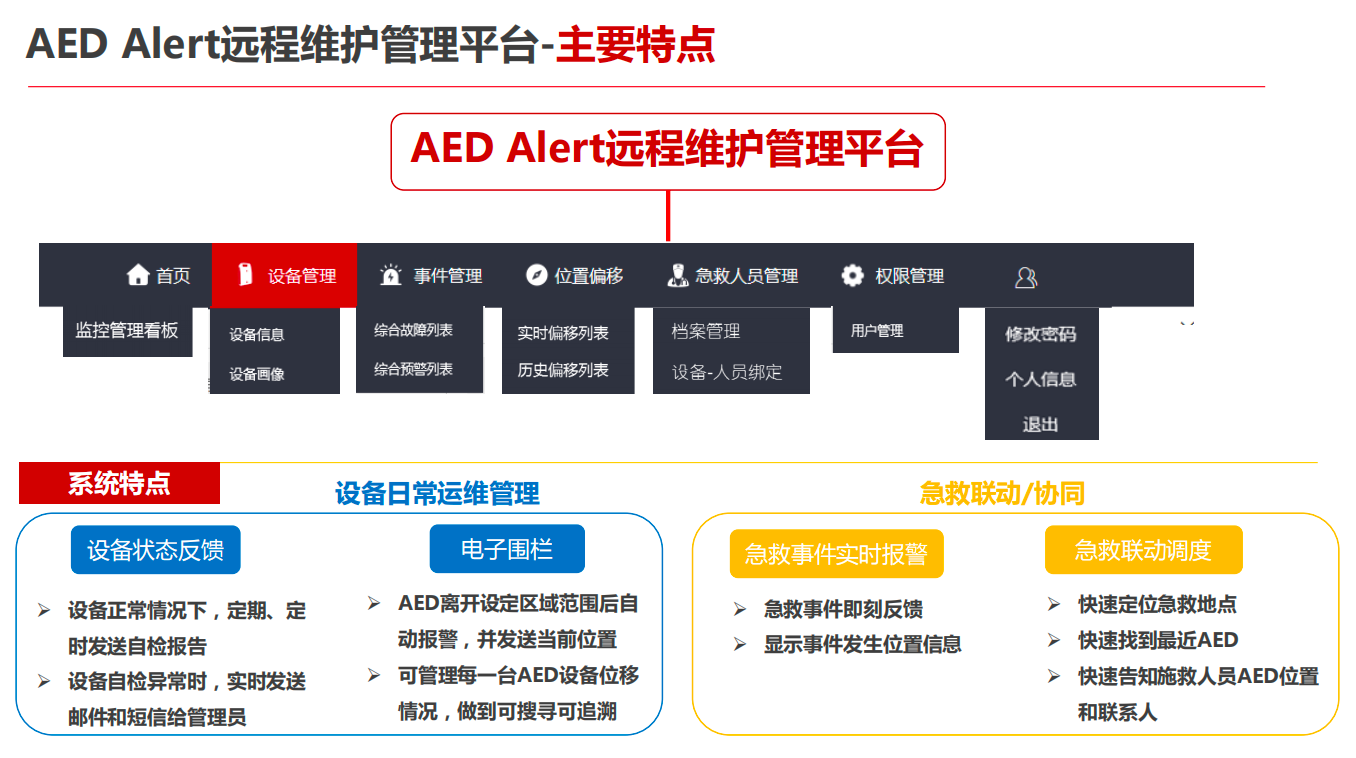 AED Alert远程维护管理平台-主要特点
AED Alert远程维护管理平台
首页 设备管理 事件管理 位置偏移 急救人员管理 权限管理
监控管理看板
设备信息
设备画像
综合故障列表
综合预警列表
实时偏移列表
历史偏移列表
档案管理
设备-人员绑定
用户管理
修改密码
个人信息
退出
系统特点
设备日常运维管理
设备状态反馈
设备正常情况下，定期、定
时发送自检报告
设备自检异常时，实时发送
邮件和短信给管理员
电子围栏
AED离开设定区域范围后自
动报警，并发送当前位置
可管理每一台AED设备位移
情况，做到可搜寻可追溯
急救联动/协同
急救事件实时报警
急救事件即刻反馈
显示事件发生位置信息
急救联动调度
快速定位急救地点
快速找到最近AED
快速告知施救人员AED位置
和联系人